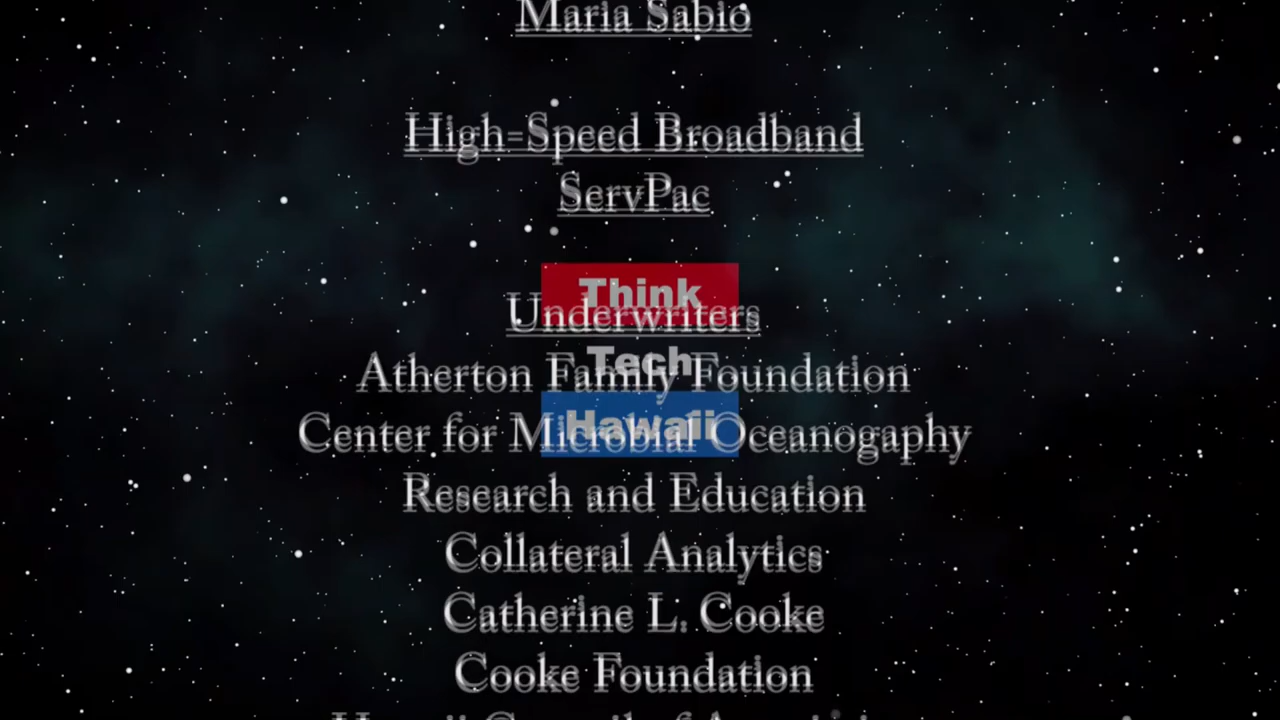 Maria Sabio
High-Speed Broadband
ServPac
Think
Underwriters
Tech
Atherton Family Foundation
Hawaii
Center for Microbial Oceanogaphy
Research and Education
Collateral Analytics
Catherine L. Cooke
Cooke Foundation